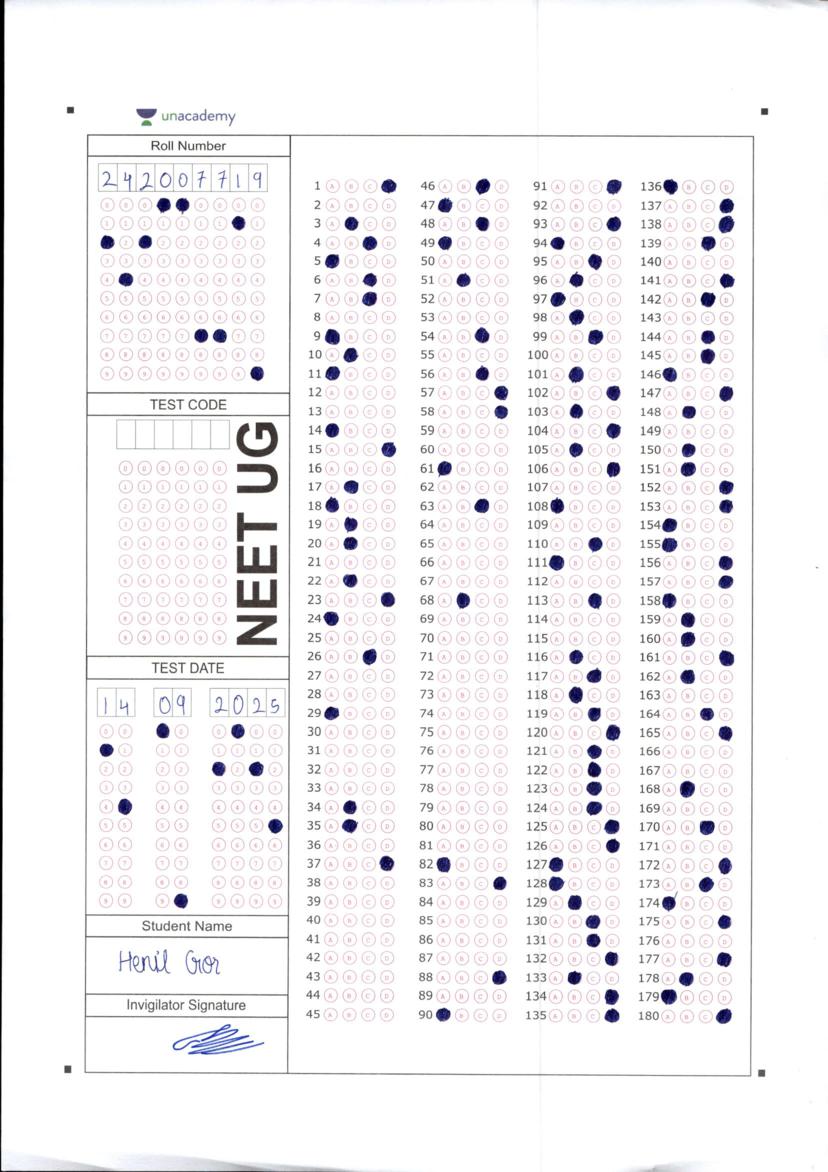 unacademy
Roll Number
2 4 2 0 0 7 7 1 9
TEST CODE
NEET UG
TEST DATE
1 4 0 9 2 0 2 5
Student Name
Henil Gor
Invigilator Signature
1 A B C 46 A B D 91 A B C 136 B C D
2 A B C D 47 B C D 92 A B C D 137 A B C
3 A C D 48 A B D 93 A B C 138 A B C
4 A B D 49 B C D 94 B C D 139 A B D
5 B C D 50 A B C D 95 A B D 140 A B C D
6 A B D 51 A C D 96 A C D 141 A B C
7 A B D 52 A B C D 97 B C D 142 A B D
8 A B C D 53 A B C D 98 A C D 143 A B C D
9 B C D 54 A B D 99 A B D 144 A B D
10 A C D 55 A B C D 100 A B C D 145 A B D
11 B C D 56 A B D 101 A C D 146 B C D
12 A B C D 57 A B C 102 A B C 147 A B C
13 A B C D 58 A B C 103 A C D 148 A C D
14 B C D 59 A B C D 104 A B C 149 A B C D
15 A B C 60 A B C D 105 A C D 150 A C D
16 A B C D 61 B C D 106 A B C 151 A C D
17 A C D 62 A B C D 107 A B C D 152 A B C
18 B C D 63 A B D 108 B C D 153 A B C
19 A C D 64 A B C D 109 A B C D 154 B C D
20 A C D 65 A B C D 110 A B D 155 B C D
21 A B C D 66 A B C D 111 B C D 156 A B C
22 A C D 67 A B C D 112 A B C D 157 A B C
23 A B C 68 A C D 113 A B D 158 B C D
24 B C D 69 A B C D 114 A B C D 159 A C D
25 A B C D 70 A B C D 115 A B C D 160 A C D
26 A B D 71 A B C D 116 A C D 161 A B C
27 A B C D 72 A B C D 117 A B D 162 A C D
28 A B C D 73 A B C D 118 A C D 163 A B C D
29 B C D 74 A B C D 119 A B D 164 A B D
30 A B C D 75 A B C D 120 A B C 165 A B C
31 A B C D 76 A B C D 121 A B D 166 A B C D
32 A B C D 77 A B C D 122 A B D 167 A B C D
33 A B C D 78 A B C D 123 A B D 168 A C D
34 A C D 79 A B C D 124 A B D 169 A B C D
35 A C D 80 A B C D 125 A B C 170 A B D
36 A B C D 81 A B C D 126 A B C 171 A B C D
37 A B C 82 B C D 127 B C D 172 A B C
38 A B C D 83 A B C 128 B C D 173 A B D
39 A B C D 84 A B C D 129 A C D 174 B C D
40 A B C D 85 A B C D 130 A B D 175 A B C
41 A B C D 86 A B C D 131 A B D 176 A B C D
42 A B C D 87 A B C D 132 A B C 177 A B C
43 A B C D 88 A B C 133 A C D 178 A C D
44 A B C D 89 A B C D 134 A B C 179 B C D
45 A B C D 90 B C D 135 A B C 180 A B C